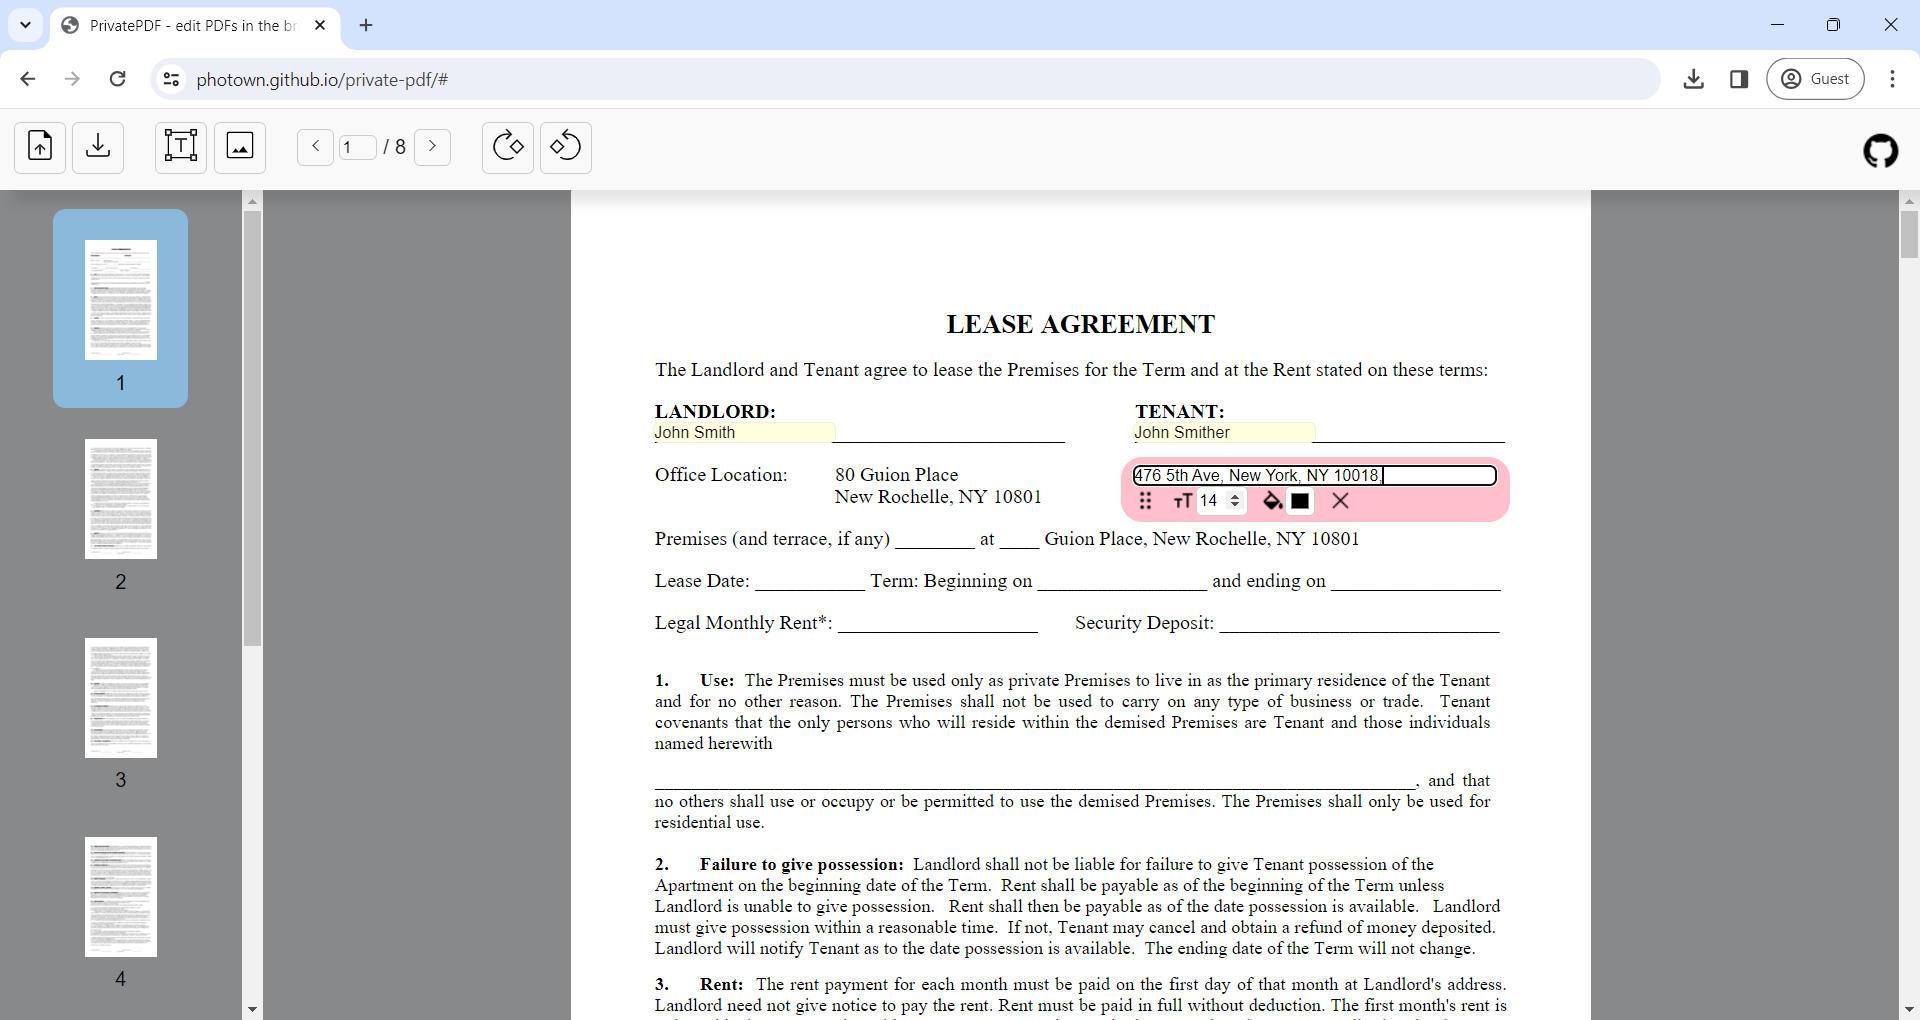 PrivatePDF - edit PDFs in the br
photown.github.io/private-pdf/#
Guest
1 / 8
1
2
3
4
LEASE AGREEMENT
The Landlord and Tenant agree to lease the Premises for the Term and at the Rent stated on these terms:
LANDLORD: TENANT:
John Smith John Smither
Office Location: 80 Guion Place 476 5th Ave, New York, NY 10018,
New Rochelle, NY 10801
14
Premises (and terrace, if any) ________ at ____ Guion Place, New Rochelle, NY 10801
Lease Date: ___________ Term: Beginning on _________________ and ending on _________________
Legal Monthly Rent*: ____________________ Security Deposit: ____________________________
1. Use: The Premises must be used only as private Premises to live in as the primary residence of the Tenant
and for no other reason. The Premises shall not be used to carry on any type of business or trade. Tenant
covenants that the only persons who will reside within the demised Premises are Tenant and those individuals
named herewith
____________________________________________________________________________, and that
no others shall use or occupy or be permitted to use the demised Premises. The Premises shall only be used for
residential use.
2. Failure to give possession: Landlord shall not be liable for failure to give Tenant possession of the
Apartment on the beginning date of the Term. Rent shall be payable as of the beginning of the Term unless
Landlord is unable to give possession. Rent shall then be payable as of the date possession is available. Landlord
must give possession within a reasonable time. If not, Tenant may cancel and obtain a refund of money deposited.
Landlord will notify Tenant as to the date possession is available. The ending date of the Term will not change.
3. Rent: The rent payment for each month must be paid on the first day of that month at Landlord's address.
Landlord need not give notice to pay the rent. Rent must be paid in full without deduction. The first month's rent is